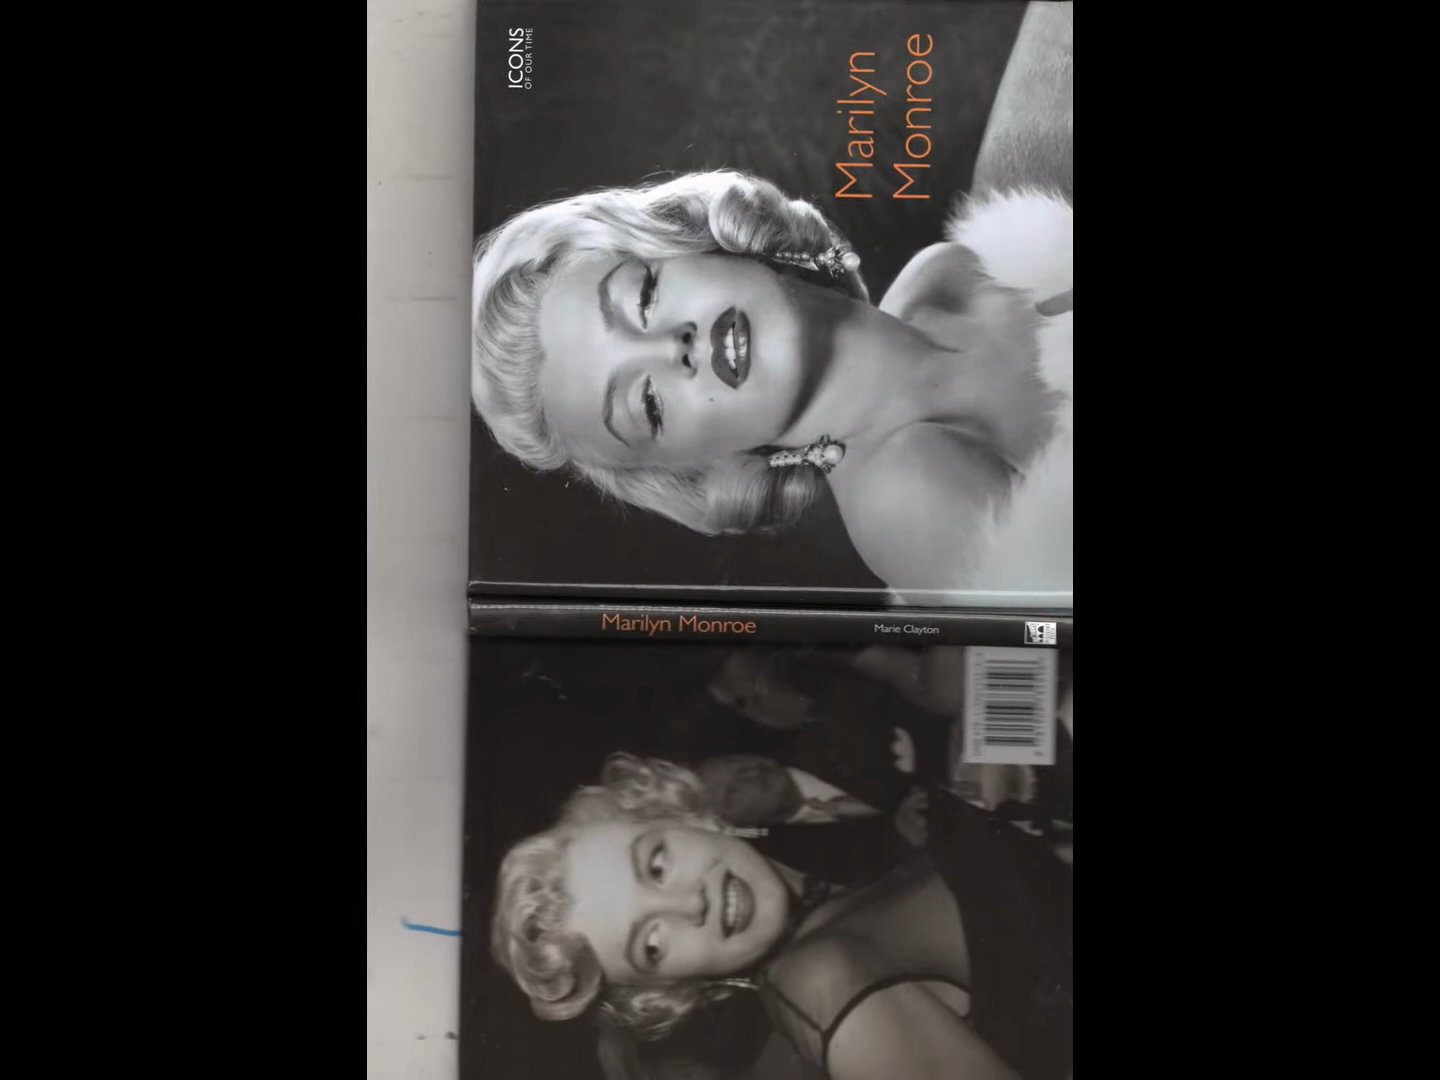 ICONS
OF OUR TIME
Marilyn
Monroe
Marilyn Monroe
Marie Clayton